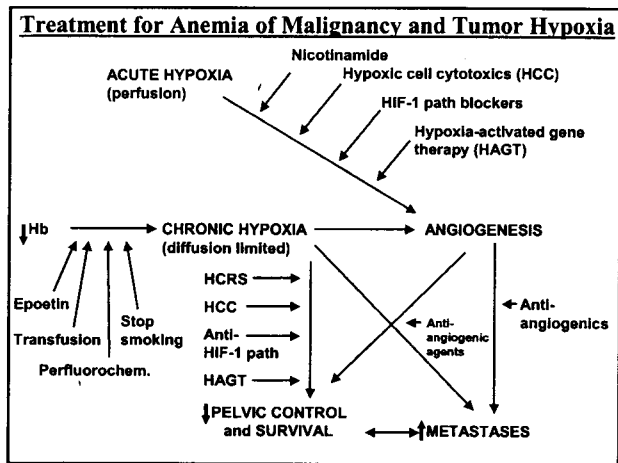 Treatment for Anemia of Malignancy and Tumor Hypoxia
Nicotinamide
ACUTE HYPOXIA
(perfusion)
Hypoxic cell cytotoxics (HCC)
HIF-1 path blockers
Hypoxia-activated gene
therapy (HAGT)
Hb
CHRONIC HYPOXIA
(diffusion limited)
ANGIOGENESIS
Epoetin
Transfusion
Perfluorochem.
Stop
smoking
HCRS
HCC
Anti-
HIF-1 path
HAGT
Anti-
angiogenic
agents
Anti-
angiogenics
PELVIC CONTROL
and SURVIVAL
METASTASES